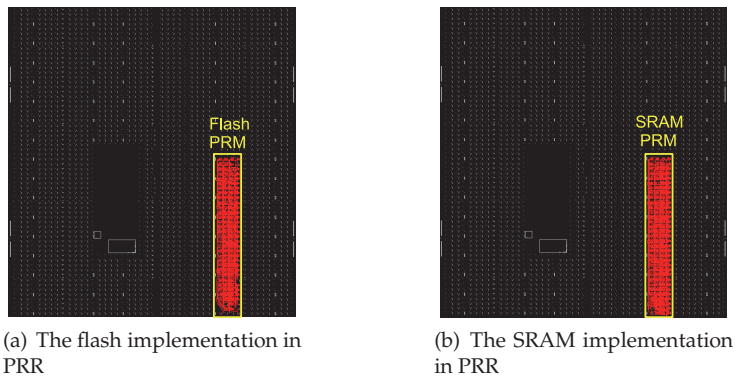 Flash
PRM
SRAM
PRM
(a) The flash implementation in
PRR
(b) The SRAM implementation
in PRR